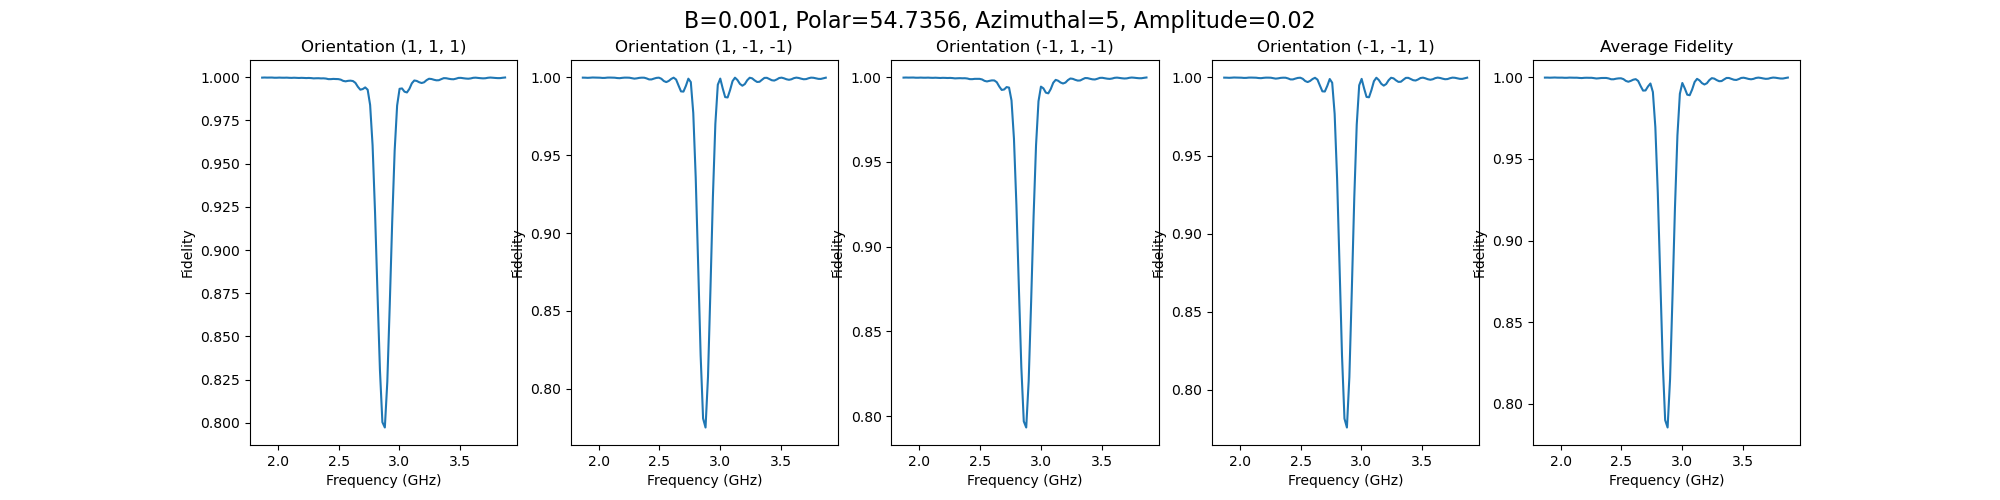 B=0.001, Polar=54.7356, Azimuthal=5, Amplitude=0.02
Orientation (1, 1, 1)
Orientation (1, -1, -1)
Orientation (-1, 1, -1)
Orientation (-1, -1, 1)
Average Fidelity
Fidelity
1.000
0.975
0.950
0.925
0.900
0.875
0.850
0.825
0.800
2.0 2.5 3.0 3.5
Frequency (GHz)
Fidelity
1.00
0.95
0.90
0.85
0.80
2.0 2.5 3.0 3.5
Frequency (GHz)
Fidelity
1.00
0.95
0.90
0.85
0.80
2.0 2.5 3.0 3.5
Frequency (GHz)
Fidelity
1.00
0.95
0.90
0.85
0.80
2.0 2.5 3.0 3.5
Frequency (GHz)
Fidelity
1.00
0.95
0.90
0.85
0.80
2.0 2.5 3.0 3.5
Frequency (GHz)